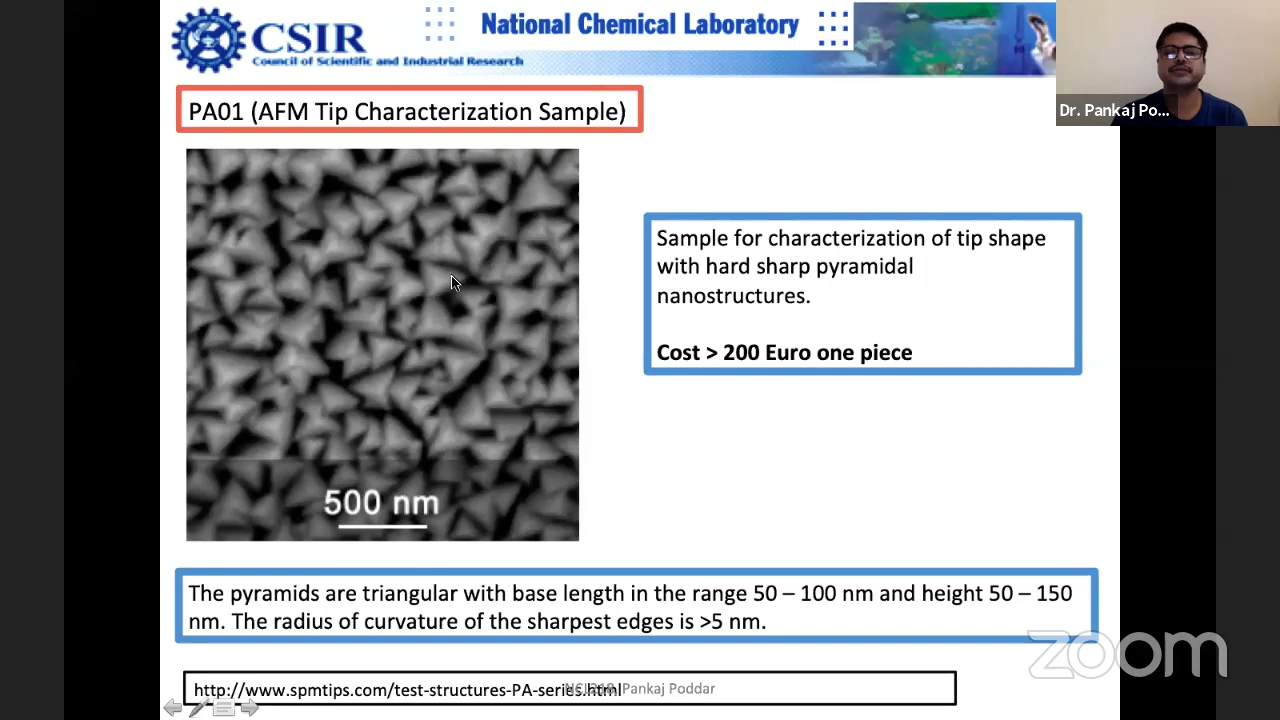 CSIR
Council of Scientific and Industrial Research
National Chemical Laboratory
Dr. Pankaj Po...
PA01 (AFM Tip Characterization Sample)
Sample for characterization of tip shape
with hard sharp pyramidal
nanostructures.
Cost > 200 Euro one piece
500 nm
The pyramids are triangular with base length in the range 50 – 100 nm and height 50 – 150
nm. The radius of curvature of the sharpest edges is >5 nm.
zoom
http://www.spmtips.com/test-structures-PA-series.html
Pankaj Poddar